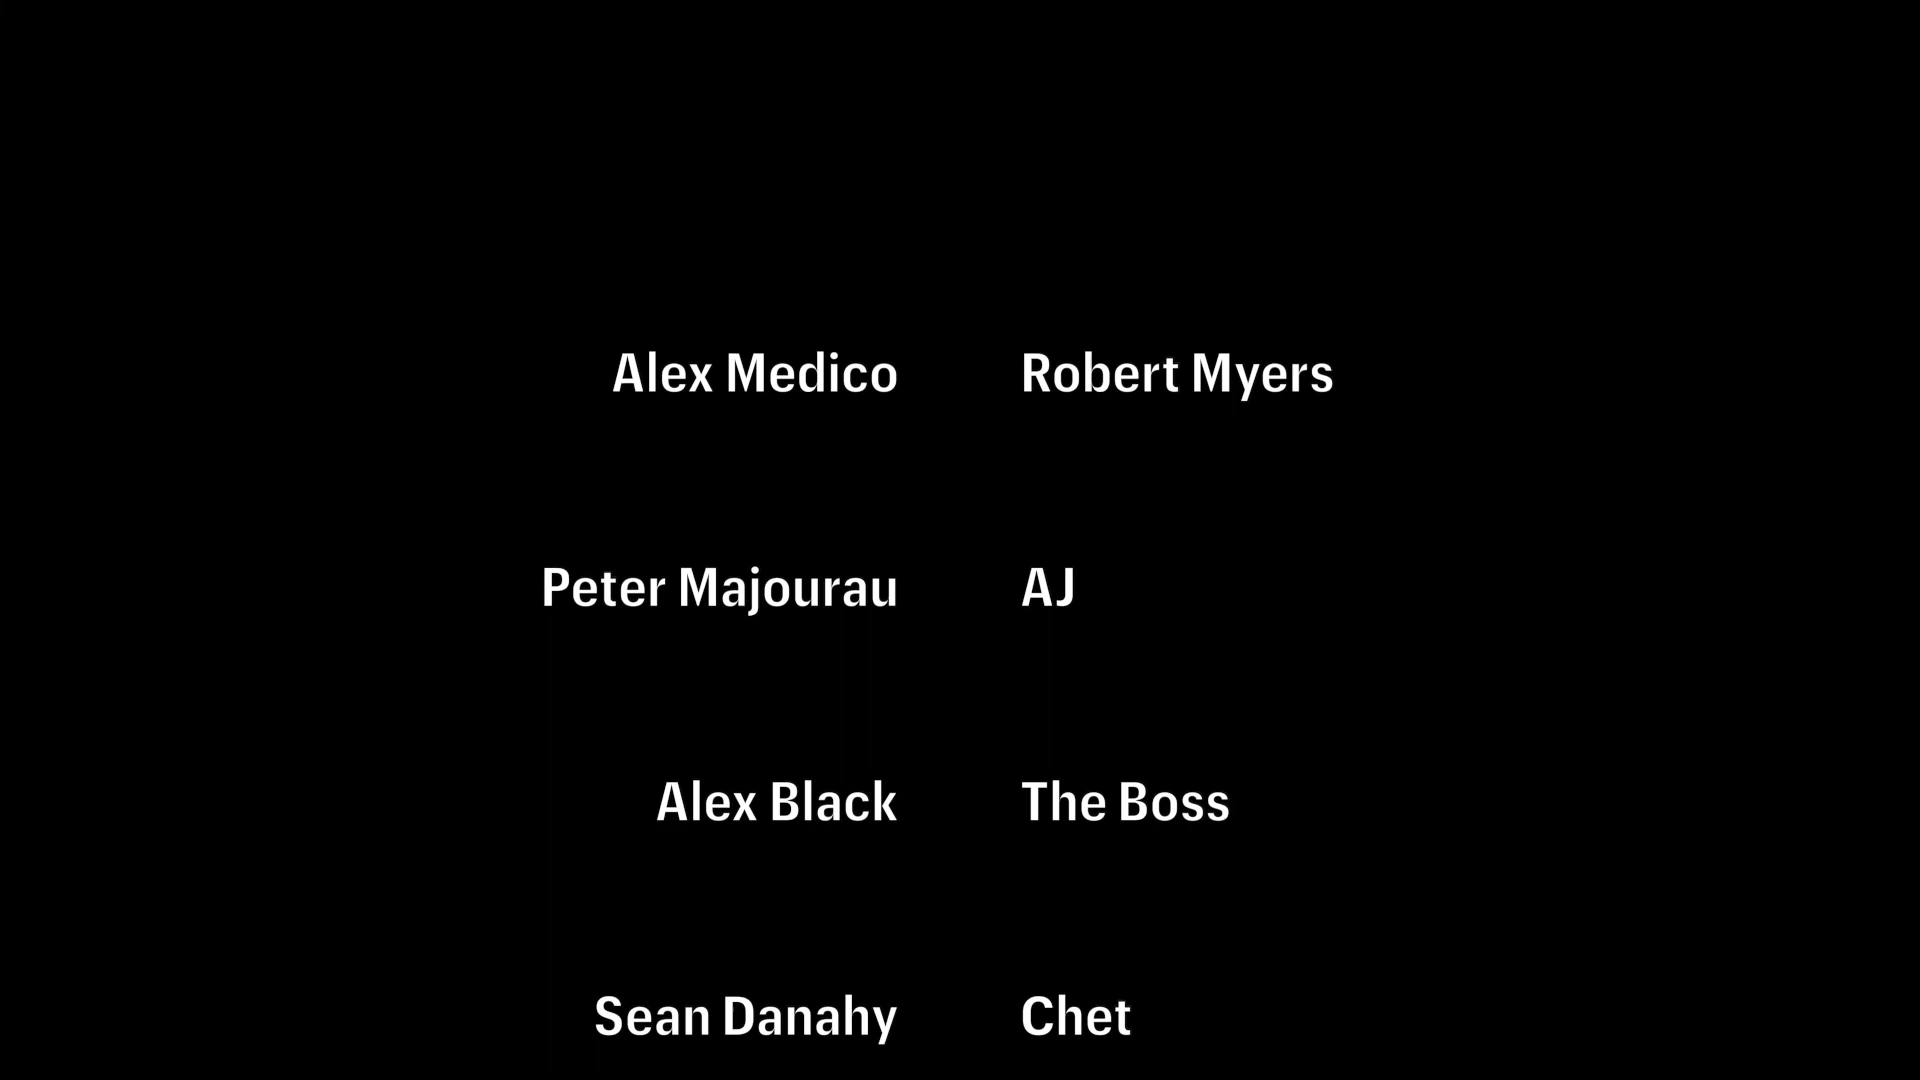 Alex Medico Robert Myers
Peter Majourau AJ
Alex Black The Boss
Sean Danahy Chet